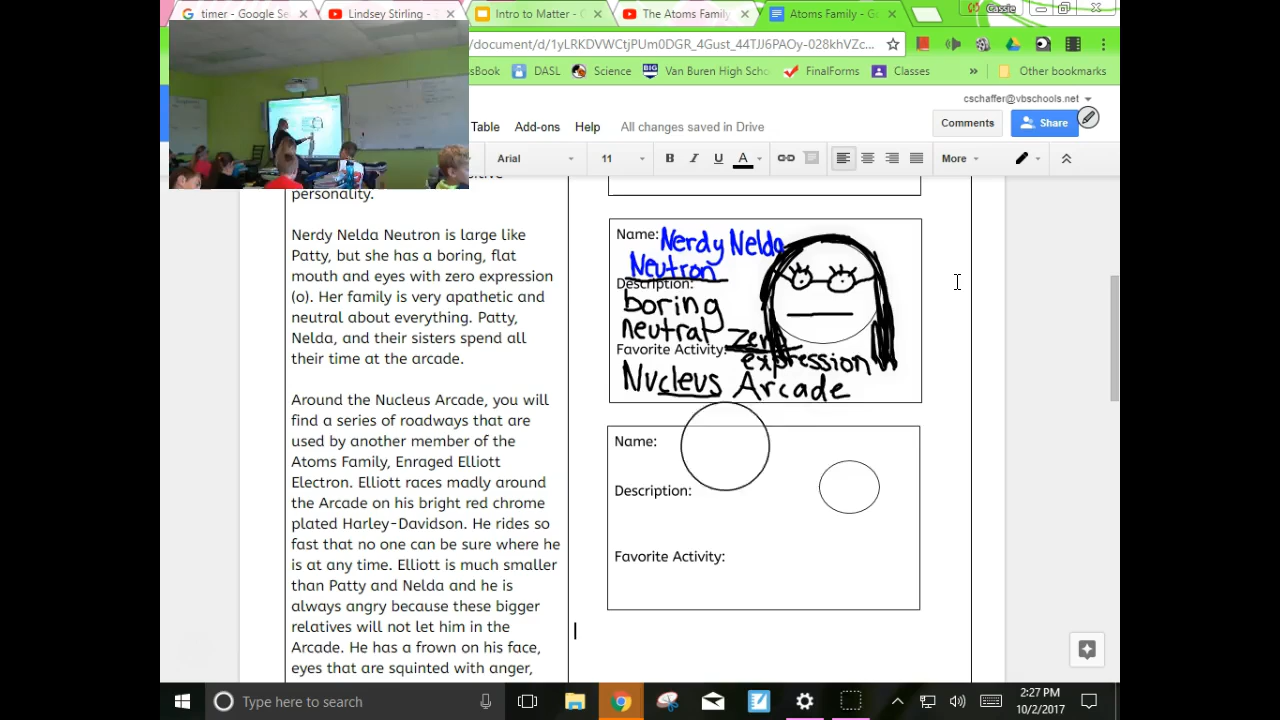 timer - Google Se
Lindsey Stirling -
Intro to Matter -
The Atoms Family
Atoms Family - Go
Cassie
/document/d/1yLRKDVWCtjPUm0DGR_4Gust_44TJJ6PAOy-028khVZc...
ssBook
DASL
Science
BIG
Van Buren High Scho
FinalForms
Classes
»
Other bookmarks
cschaffer@vbschools.net
Table
Add-ons
Help
All changes saved in Drive
Comments
Share
Arial
11
B
I
U
A
More
personality.
Nerdy Nelda Neutron is large like
Patty, but she has a boring, flat
mouth and eyes with zero expression
(o). Her family is very apathetic and
neutral about everything. Patty,
Nelda, and their sisters spend all
their time at the arcade.
Around the Nucleus Arcade, you will
find a series of roadways that are
used by another member of the
Atoms Family, Enraged Elliott
Electron. Elliott races madly around
the Arcade on his bright red chrome
plated Harley-Davidson. He rides so
fast that no one can be sure where he
is at any time. Elliott is much smaller
than Patty and Nelda and he is
always angry because these bigger
relatives will not let him in the
Arcade. He has a frown on his face,
eyes that are squinted with anger,
Name: Nerdy Nelda
Neutron
Description:
boring
neutral
zero
expression
Favorite Activity:
Nucleus Arcade
Name:
Description:
Favorite Activity:
Type here to search
2:27 PM
10/2/2017